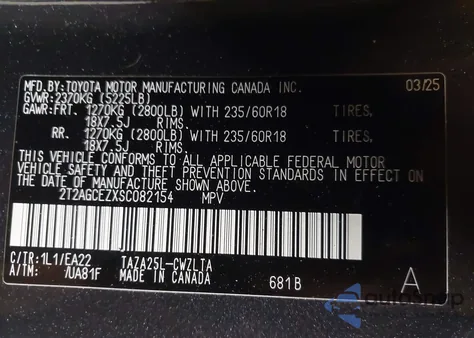 MFD.BY:TOYOTA MOTOR MANUFACTURING CANADA INC. 03/25
GVWR:2370KG (5225LB)
GAWR:FRT. 1270KG (2800LB) WITH 235/60R18 TIRES,
18X7.5J RIMS.
RR. 1270KG (2800LB) WITH 235/60R18 TIRES,
18X7.5J RIMS.
THIS VEHICLE CONFORMS TO ALL APPLICABLE FEDERAL MOTOR
VEHICLE SAFETY AND THEFT PREVENTION STANDARDS IN EFFECT ON
THE DATE OF MANUFACTURE SHOWN ABOVE.
2T2AGCEZXSC082154 MPV
C/TR:1L1/EA22 TAZA25L-CWZLTA
A/TM: /UA81F MADE IN CANADA 681B A
autosnap